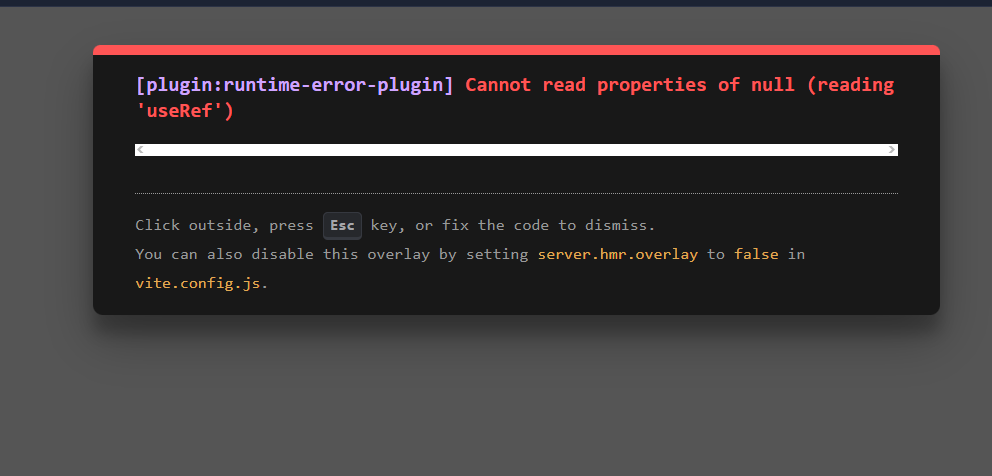 [plugin:runtime-error-plugin] Cannot read properties of null (reading
'useRef')
Click outside, press Esc key, or fix the code to dismiss.
You can also disable this overlay by setting server.hmr.overlay to false in
vite.config.js.